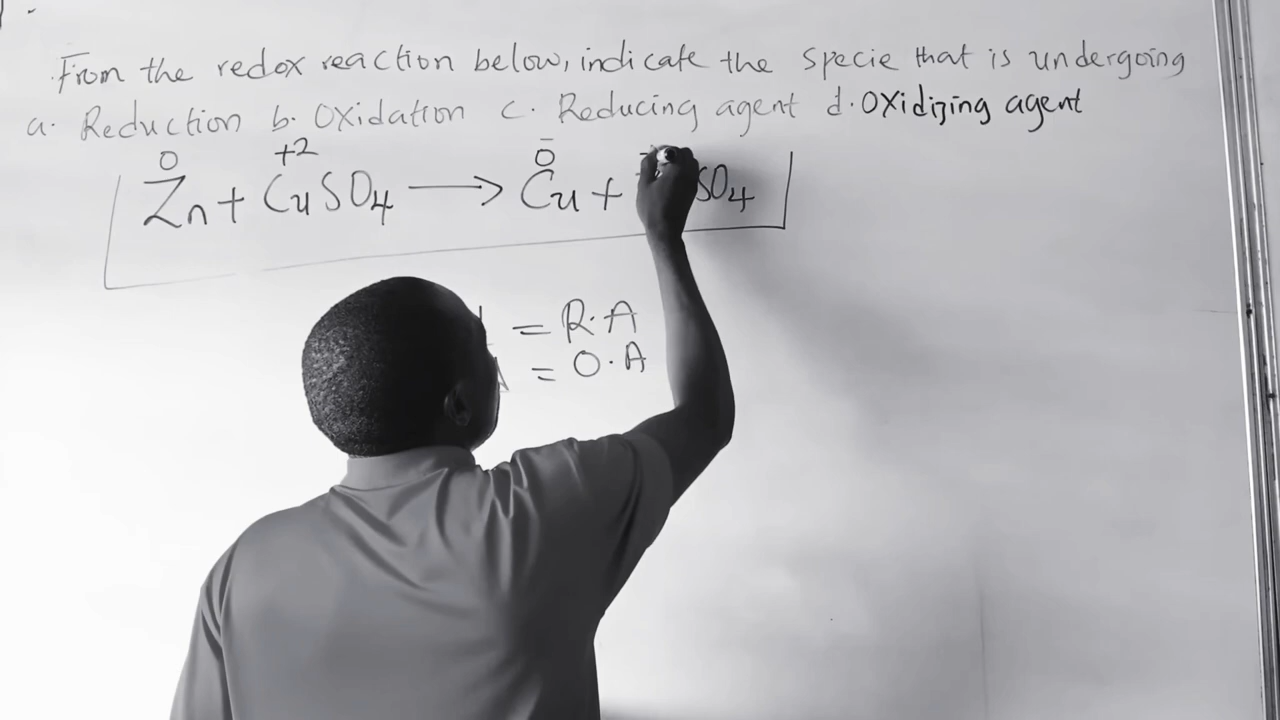 From the redox reaction below, indicate the specie that is undergoing
a. Reduction b. Oxidation c. Reducing agent d. Oxidizing agent
0 +2 0
Zn + CuSO4 → Cu + SO4
= R.A
= O.A